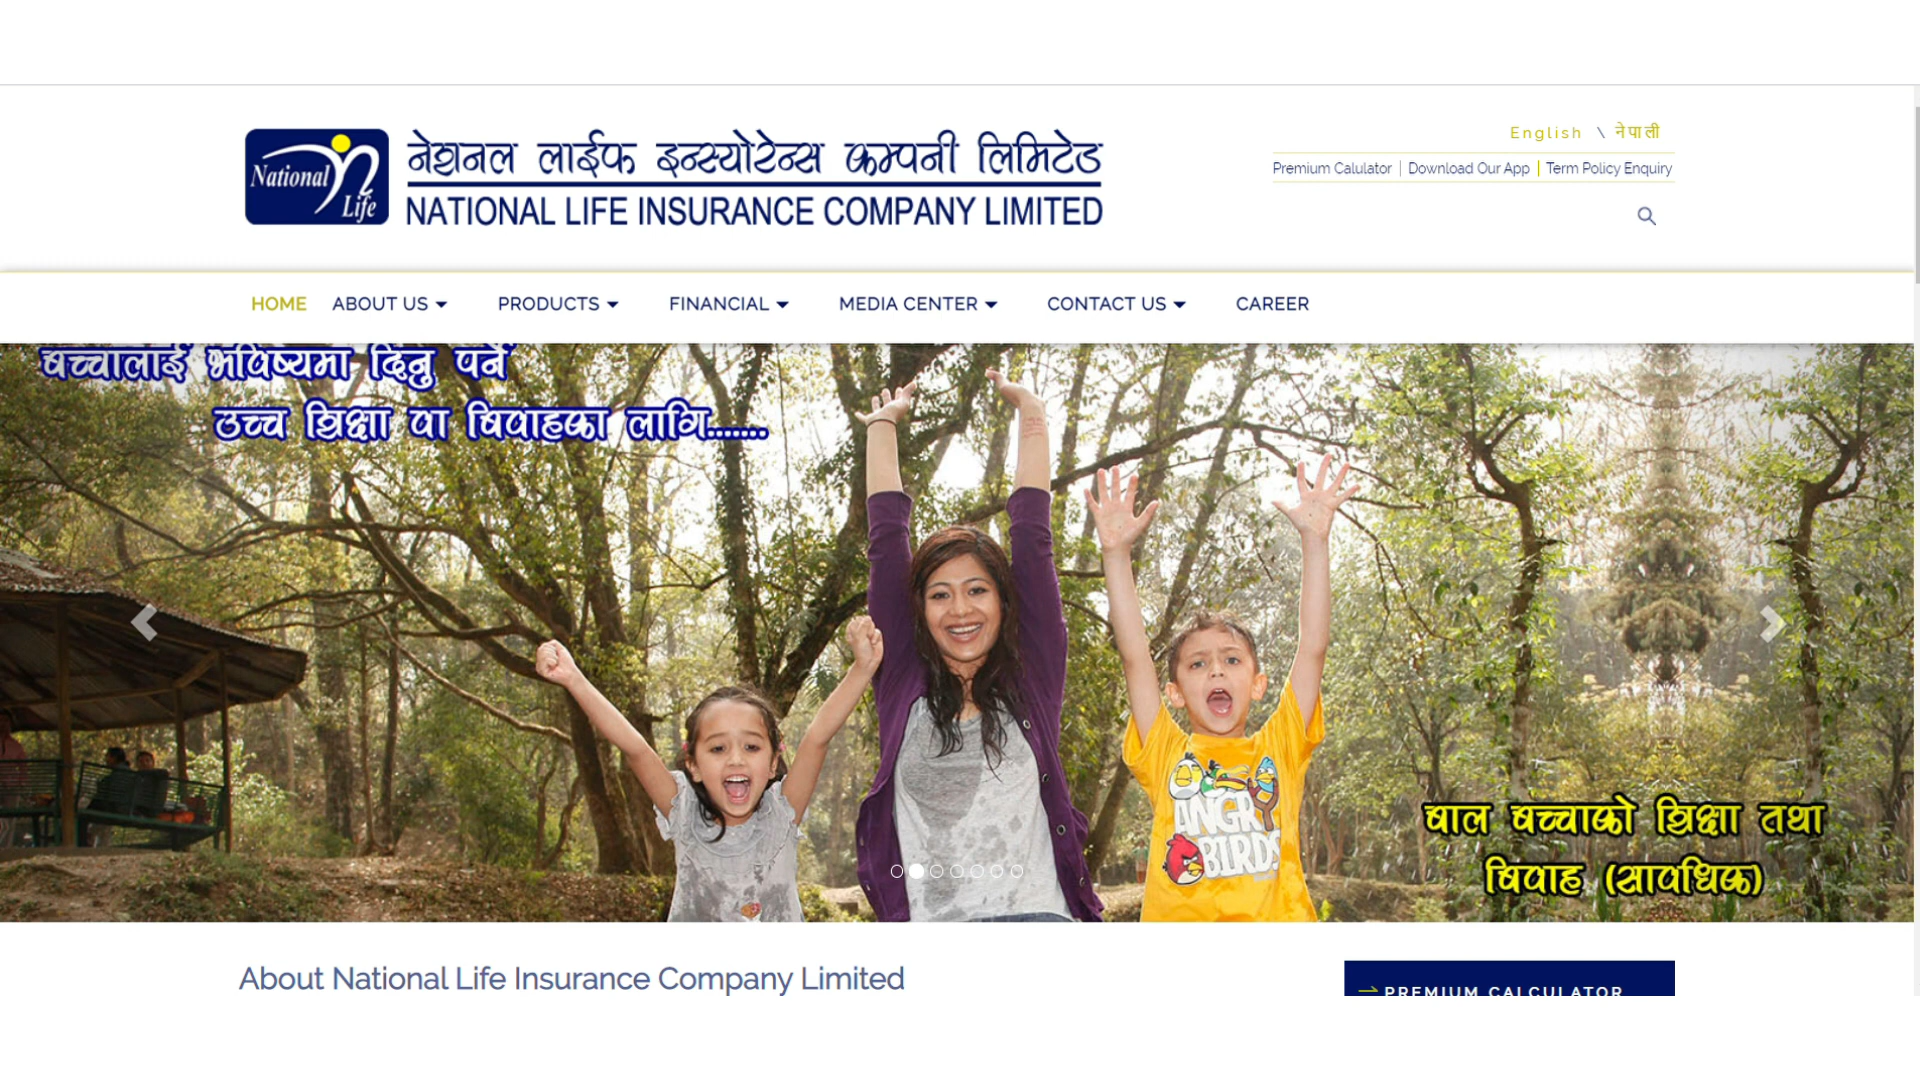 National Life
नेशनल लाईफ इन्स्योरेन्स कम्पनी लिमिटेड
NATIONAL LIFE INSURANCE COMPANY LIMITED
English \ नेपाली
Premium Calulator | Download Our App | Term Policy Enquiry
HOME ABOUT US PRODUCTS FINANCIAL MEDIA CENTER CONTACT US CAREER
बच्चालाई भविष्यमा दिनु पर्ने
उच्च शिक्षा वा विवाहका लागि.......
ANGRY
BIRDS
बाल बच्चाको शिक्षा तथा
विवाह (सावधिक)
About National Life Insurance Company Limited
PREMIUM CALCULATOR